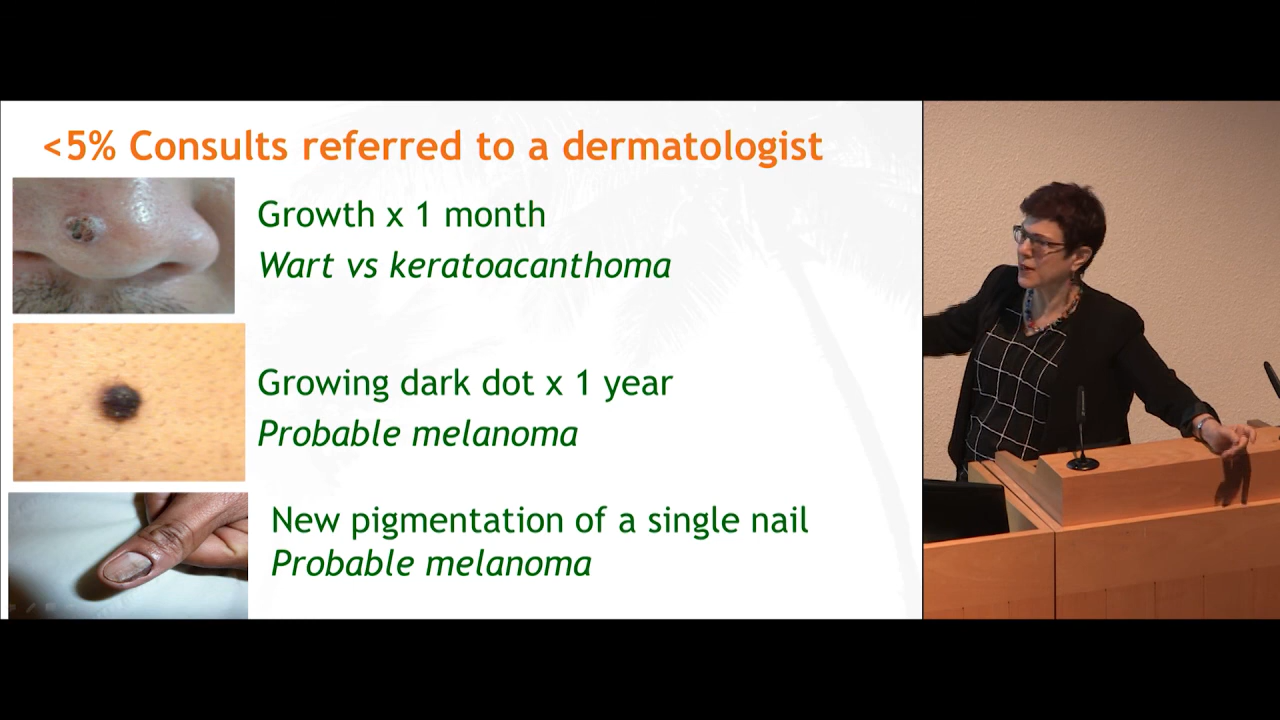 <5% Consults referred to a dermatologist
Growth x 1 month
Wart vs keratoacanthoma
Growing dark dot x 1 year
Probable melanoma
New pigmentation of a single nail
Probable melanoma